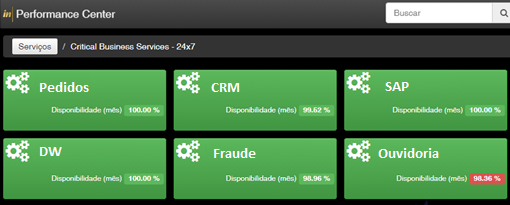 in Performance Center
Buscar
Serviços / Critical Business Services - 24x7
Pedidos
Disponibilidade (mês) 100.00 %
CRM
Disponibilidade (mês) 99.62 %
SAP
Disponibilidade (mês) 100.00 %
DW
Disponibilidade (mês) 100.00 %
Fraude
Disponibilidade (mês) 98.96 %
Ouvidoria
Disponibilidade (mês) 98.36 %